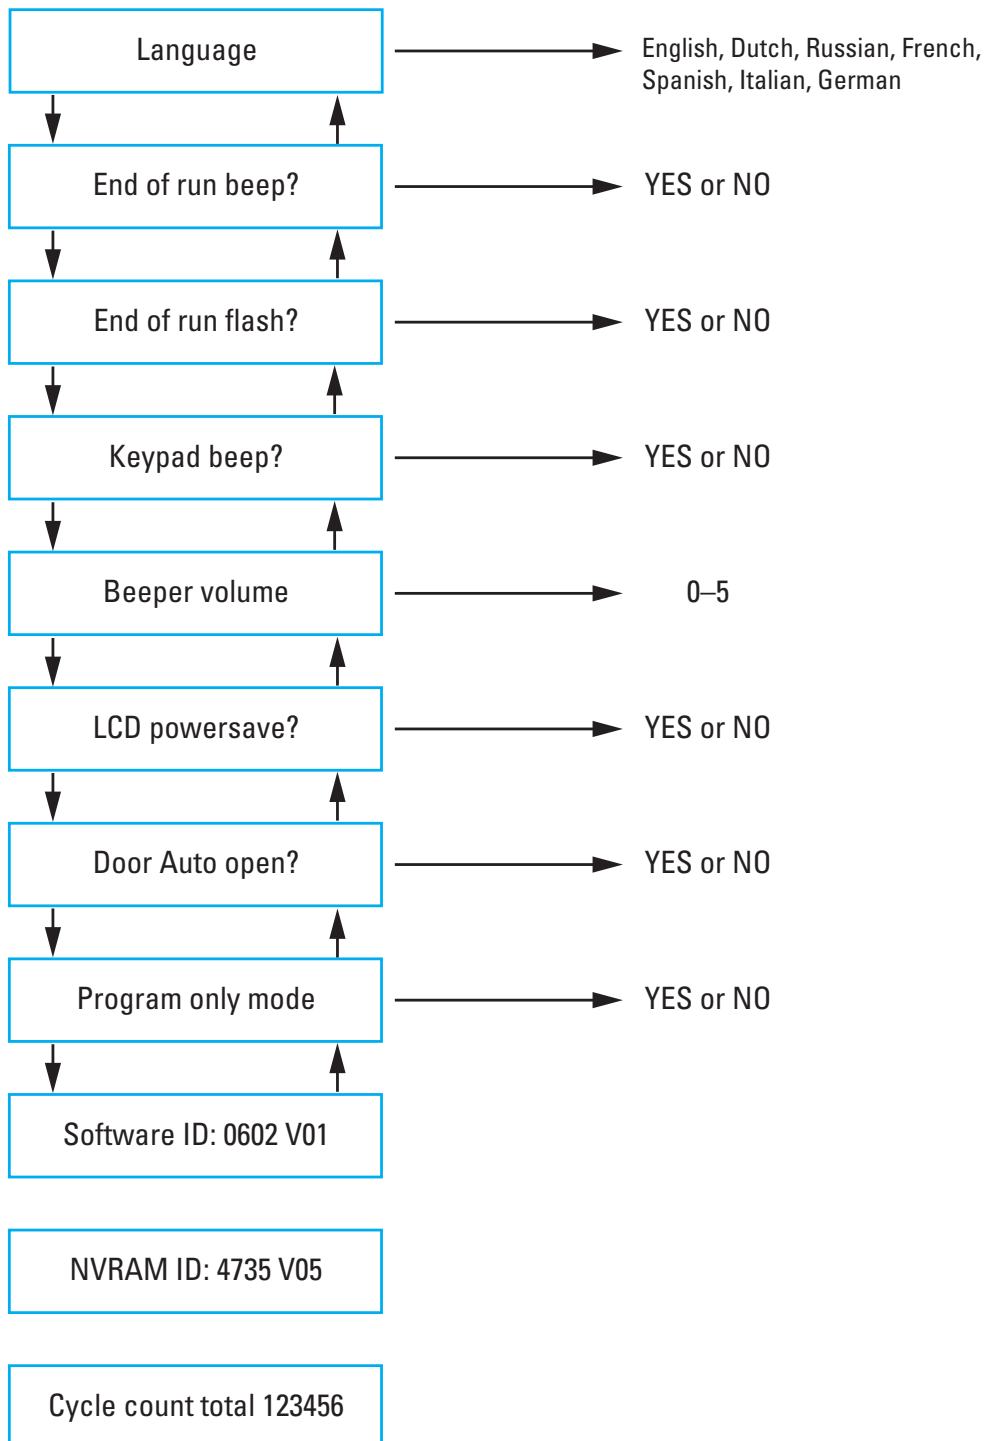 Language
English, Dutch, Russian, French,
Spanish, Italian, German
End of run beep?
YES or NO
End of run flash?
YES or NO
Keypad beep?
YES or NO
Beeper volume
0–5
LCD powersave?
YES or NO
Door Auto open?
YES or NO
Program only mode
YES or NO
Software ID: 0602 V01
NVRAM ID: 4735 V05
Cycle count total 123456